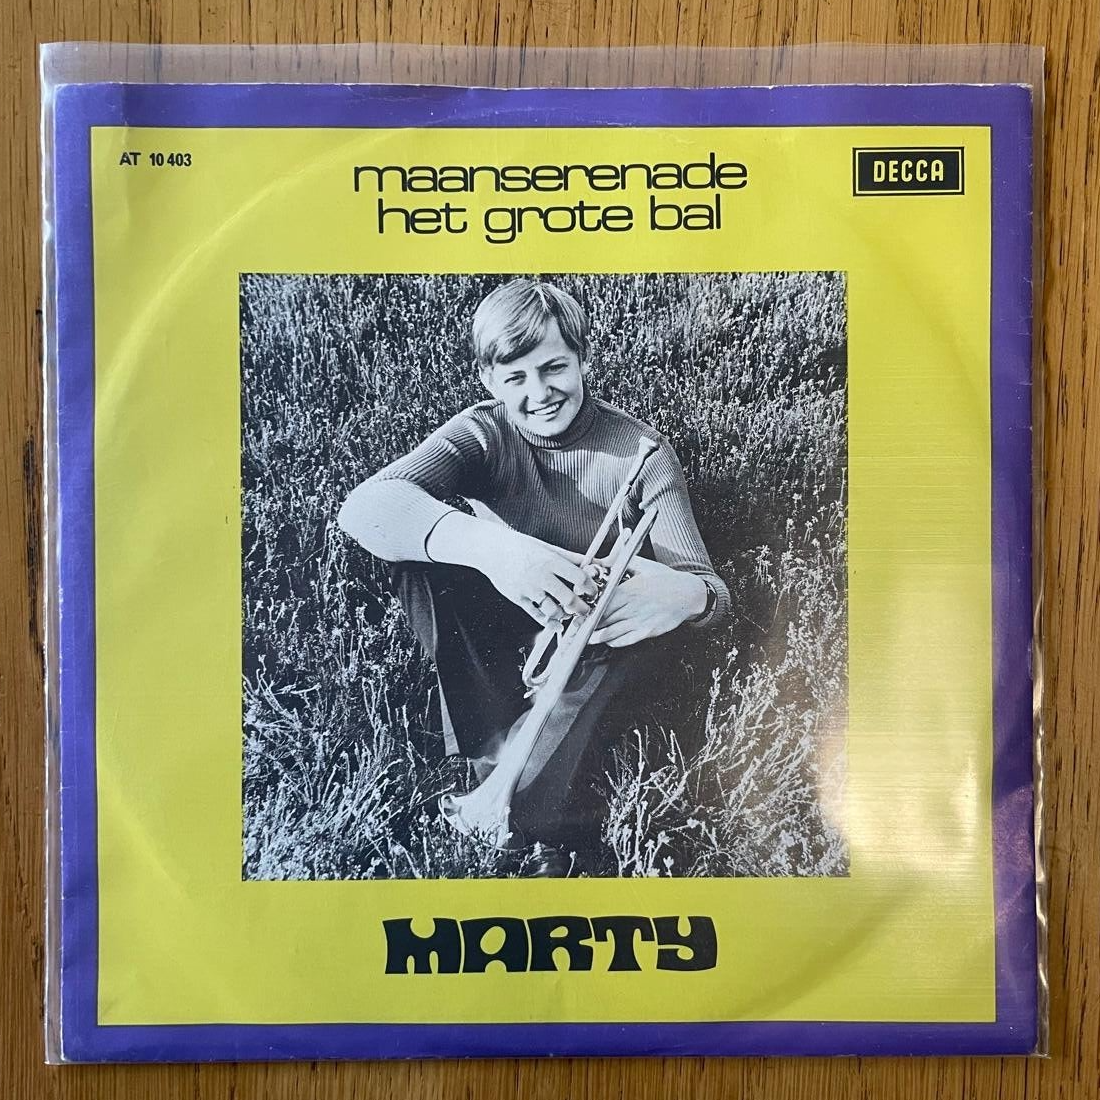 AT 10 403
DECCA
maanserenade
het grote bal
MARTY